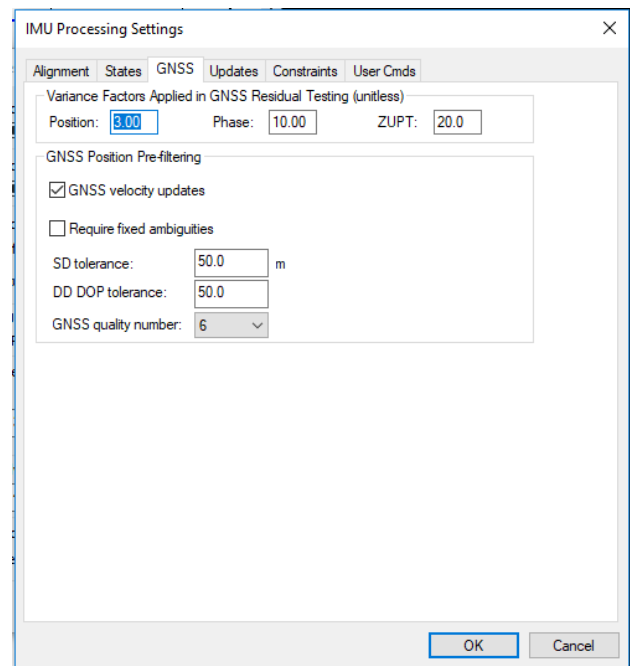 IMU Processing Settings
Alignment States GNSS Updates Constraints User Cmds
Variance Factors Applied in GNSS Residual Testing (unitless)
Position: 3.00 Phase: 10.00 ZUPT: 20.0
GNSS Position Pre-filtering
GNSS velocity updates
Require fixed ambiguities
SD tolerance: 50.0 m
DD DOP tolerance: 50.0
GNSS quality number: 6
OK Cancel